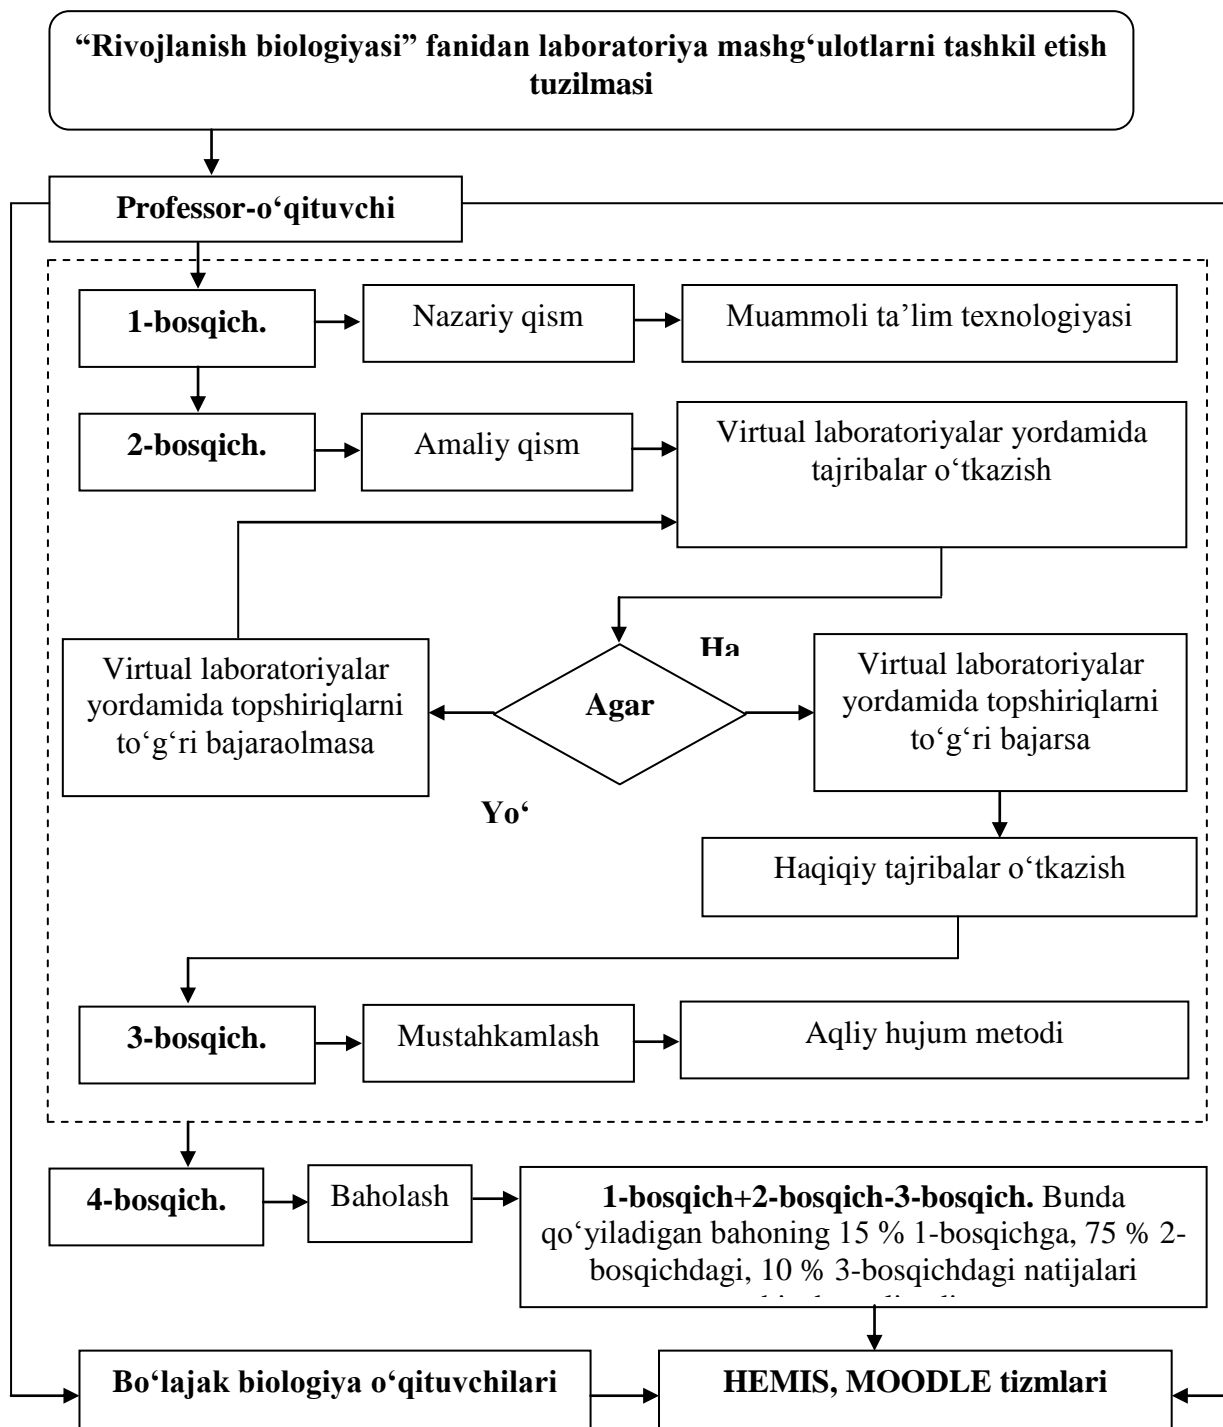 “Rivojlanish biologiyasi” fanidan laboratoriya mashg‘ulotlarni tashkil etish
tuzilmasi
Professor-o‘qituvchi
1-bosqich.
Nazariy qism
Muammoli ta’lim texnologiyasi
2-bosqich.
Amaliy qism
Virtual laboratoriyalar yordamida
tajribalar o‘tkazish
Ha
Virtual laboratoriyalar
yordamida topshiriqlarni
to‘g‘ri bajaraolmasa
Agar
Virtual laboratoriyalar
yordamida topshiriqlarni
to‘g‘ri bajarsa
Yo‘
Haqiqiy tajribalar o‘tkazish
3-bosqich.
Mustahkamlash
Aqliy hujum metodi
4-bosqich.
Baholash
1-bosqich+2-bosqich-3-bosqich. Bunda
qo‘yiladigan bahoning 15 % 1-bosqichga, 75 % 2-
bosqichdagi, 10 % 3-bosqichdagi natijalari
Bo‘lajak biologiya o‘qituvchilari
HEMIS, MOODLE tizmlari